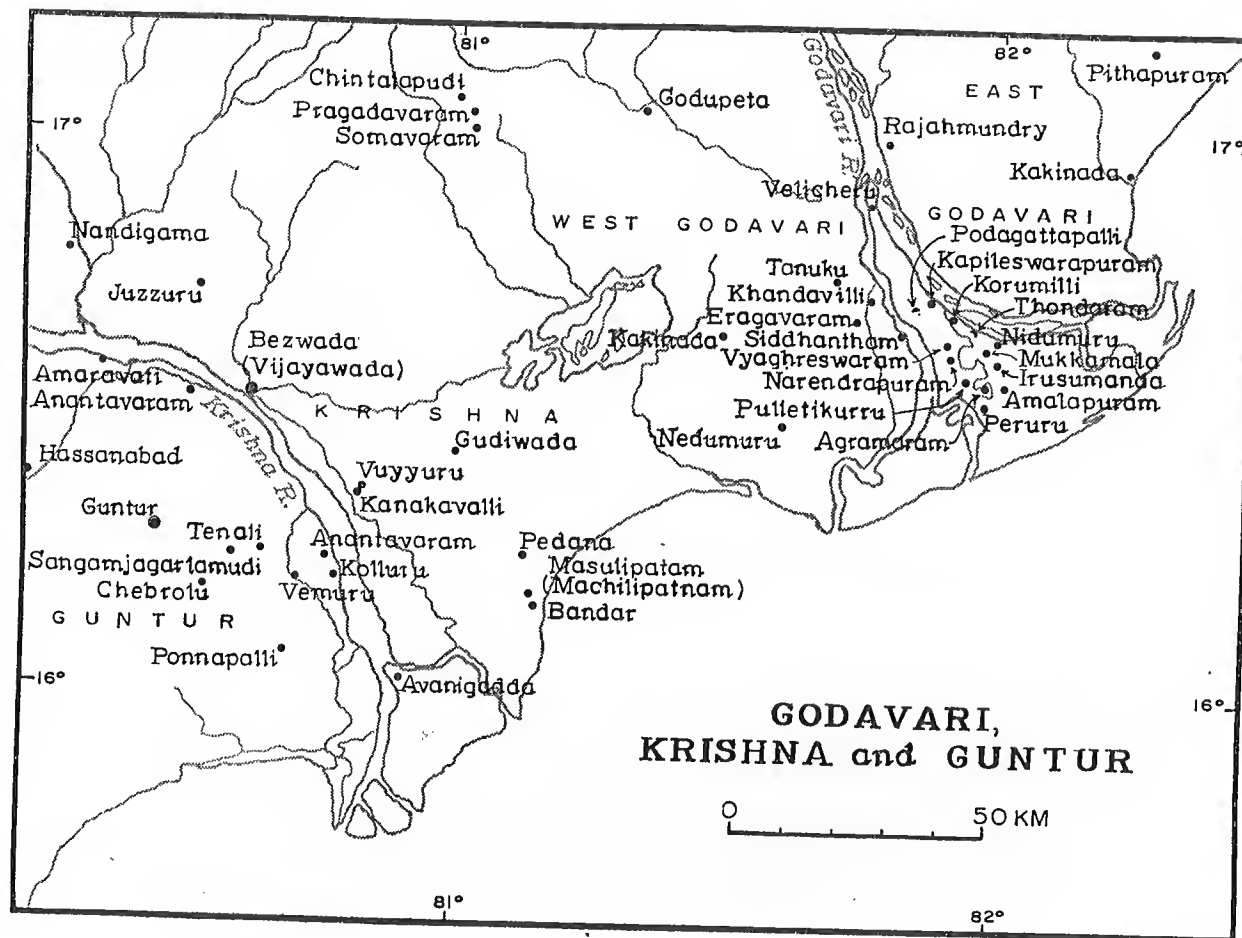 81°
82°
Chintalapudi
Pragadavaram
Somavaram
Godupeta
Godavari R.
EAST
Pithapuram
17°
Rajahmundry
17°
Kakinada
Velicheru
Nandigama
WEST GODAVARI
GODAVARI
Podagattapalli
Kapileswarapuram
Juzzuru
Tanuku
Korumilli
Khandavilli
Thondaram
Eragavaram
Bezwada
(Vijayawada)
Kakinada
Siddhantham
Nidumuru
Vyaghreswaram
Mukkamala
Amaravati
Narendrapuram
Irusumanda
Anantavaram
Pulletikurru
Amalapuram
KRISHNA
Krishna R.
Gudiwada
Nedumuru
Agramaram
Peruru
Hassanabad
Vuyyuru
Kanakavalli
Guntur
Tenali
Anantavaram
Pedana
Sangamjagarlamudi
Kolluru
Masulipatam
(Machilipatnam)
Chebrolu
Vemuru
Bandar
GUNTUR
Ponnapalli
16°
Avanigadda
16°
GODAVARI,
KRISHNA and GUNTUR
0 50 KM
81°
82°